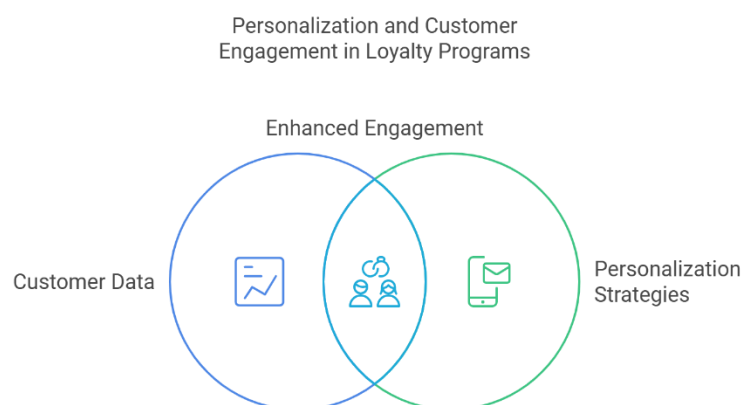 Personalization and Customer
Engagement in Loyalty Programs
Enhanced Engagement
Customer Data
Personalization
Strategies